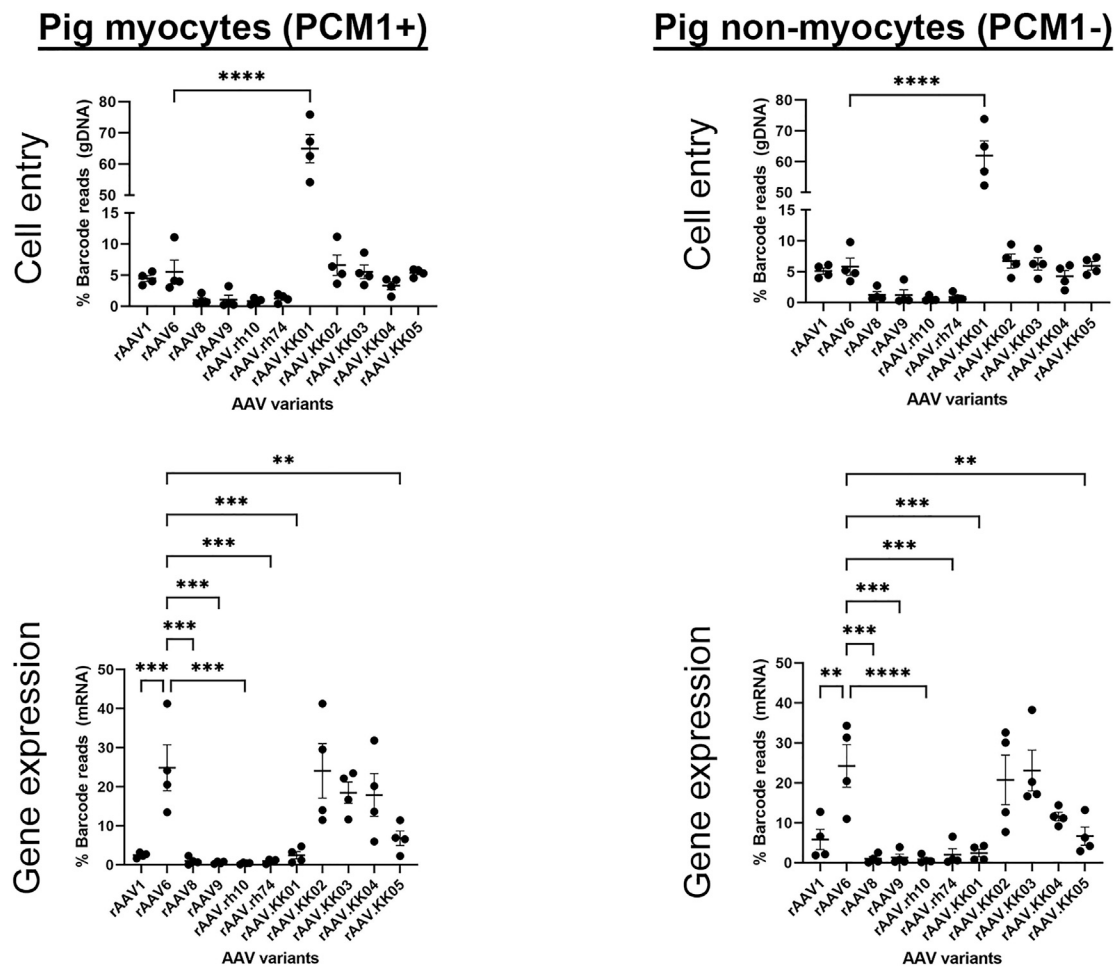 Pig myocytes (PCM1+)
Pig non-myocytes (PCM1-)
Cell entry
% Barcode reads (gDNA)
****
80
70
60
50
15
10
5
0
rAAV1
rAAV6
rAAV8
rAAV9
rAAV.rh10
rAAV.rh74
rAAV.KK01
rAAV.KK02
rAAV.KK03
rAAV.KK04
rAAV.KK05
AAV variants
Cell entry
% Barcode reads (gDNA)
****
80
70
60
50
15
10
5
0
rAAV1
rAAV6
rAAV8
rAAV9
rAAV.rh10
rAAV.rh74
rAAV.KK01
rAAV.KK02
rAAV.KK03
rAAV.KK04
rAAV.KK05
AAV variants
Gene expression
% Barcode reads (mRNA)
**
***
***
***
***
*** ***
50
40
30
20
10
0
rAAV1
rAAV6
rAAV8
rAAV9
rAAV.rh10
rAAV.rh74
rAAV.KK01
rAAV.KK02
rAAV.KK03
rAAV.KK04
rAAV.KK05
AAV variants
Gene expression
% Barcode reads (mRNA)
**
***
***
***
***
** ****
50
40
30
20
10
0
rAAV1
rAAV6
rAAV8
rAAV9
rAAV.rh10
rAAV.rh74
rAAV.KK01
rAAV.KK02
rAAV.KK03
rAAV.KK04
rAAV.KK05
AAV variants